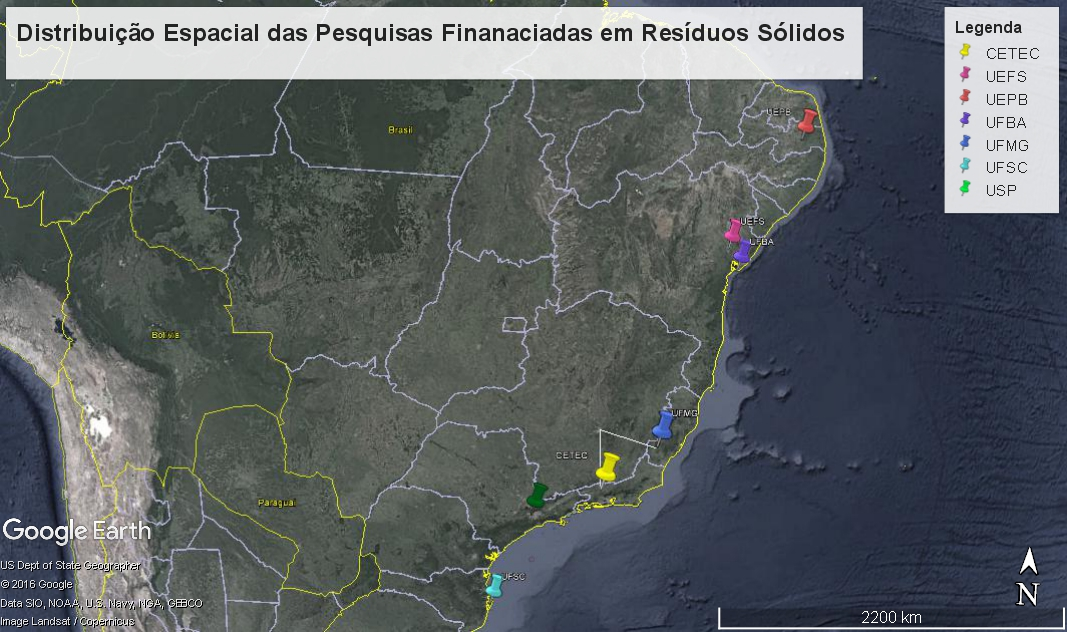 Distribuição Espacial das Pesquisas Finanaciadas em Resíduos Sólidos
Legenda
CETEC
UEFS
UEPB
UFBA
UFMG
UFSC
USP
UEPB
Brasil
UEFS
UFBA
Bolívia
UFMG
CETEC
Paraguai
UFSC
Google Earth
US Dept of State Geographer
© 2016 Google
Data SIO, NOAA, U.S. Navy, NGA, GEBCO
Image Landsat / Copernicus
N
2200 km